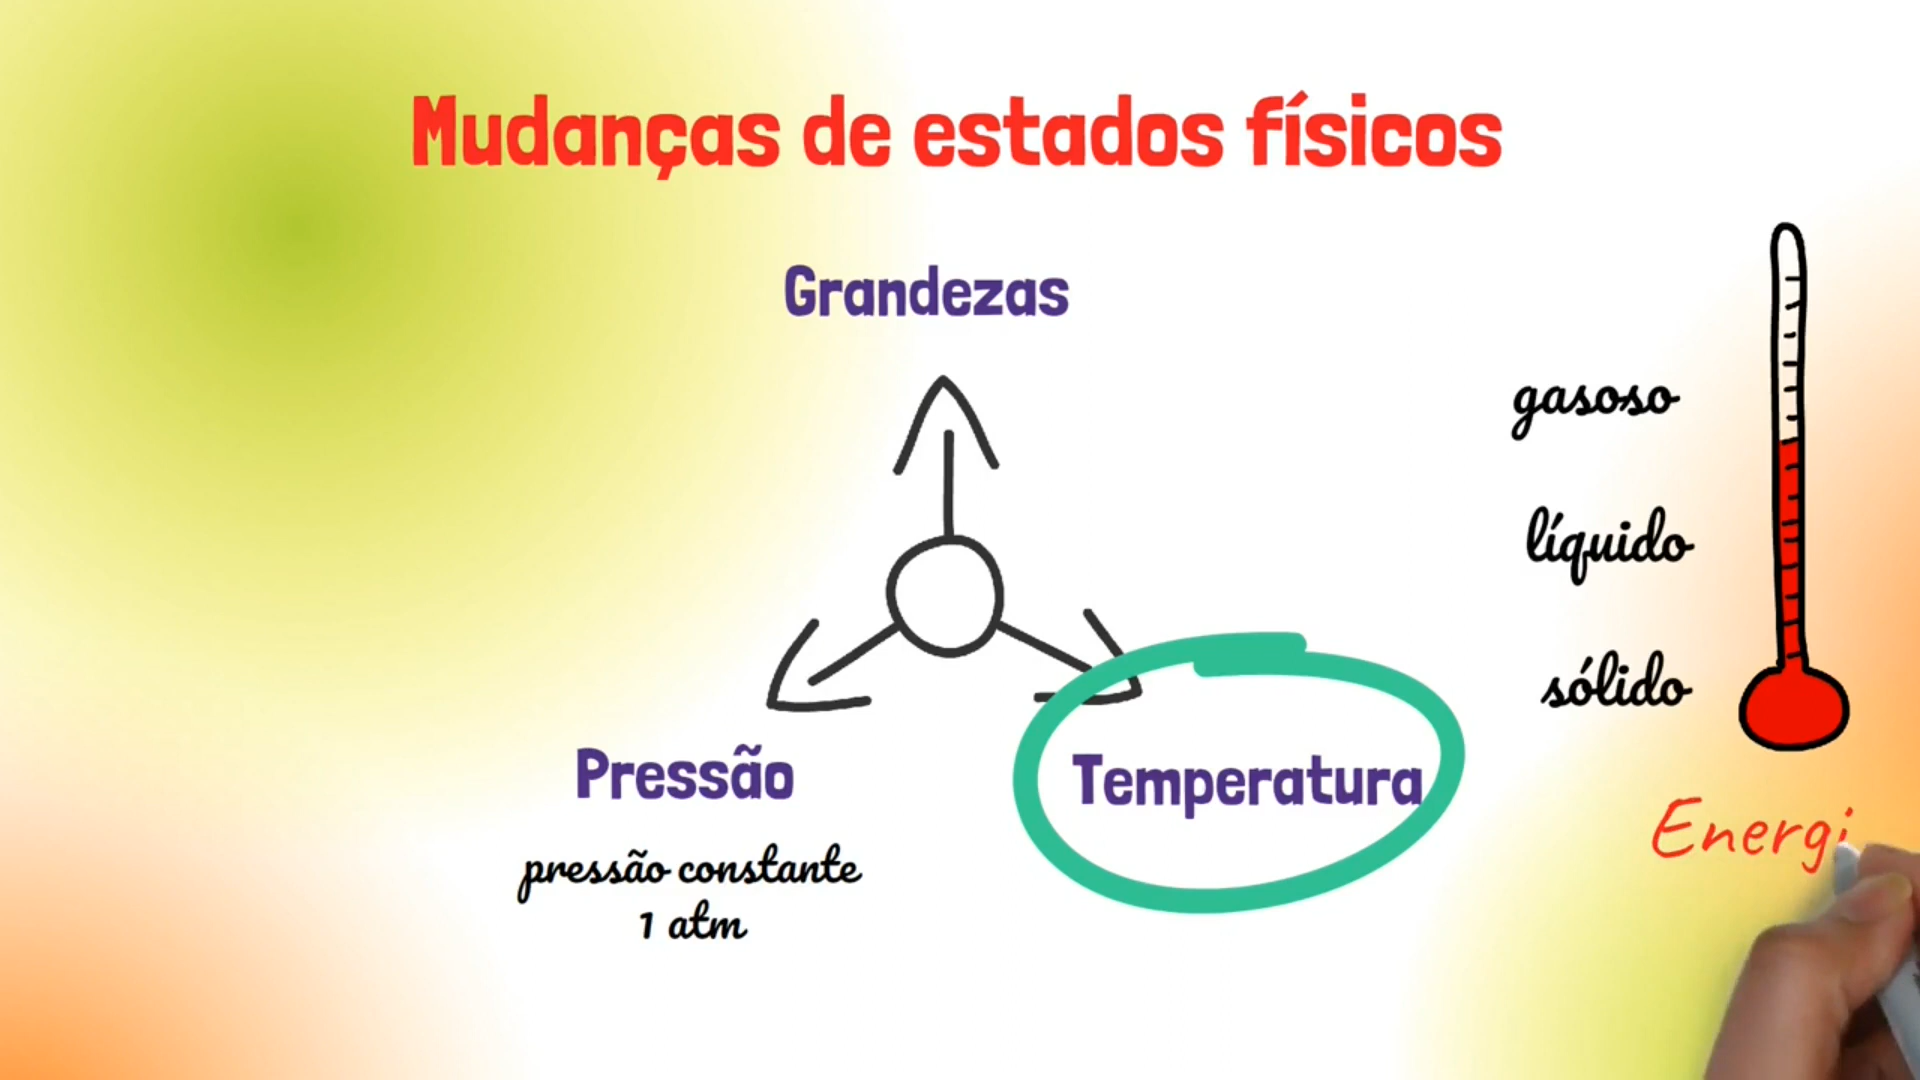 Mudanças de estados físicos
Grandezas
gasoso
líquido
sólido
Pressão
Temperatura
pressão constante
1 atm
Energi